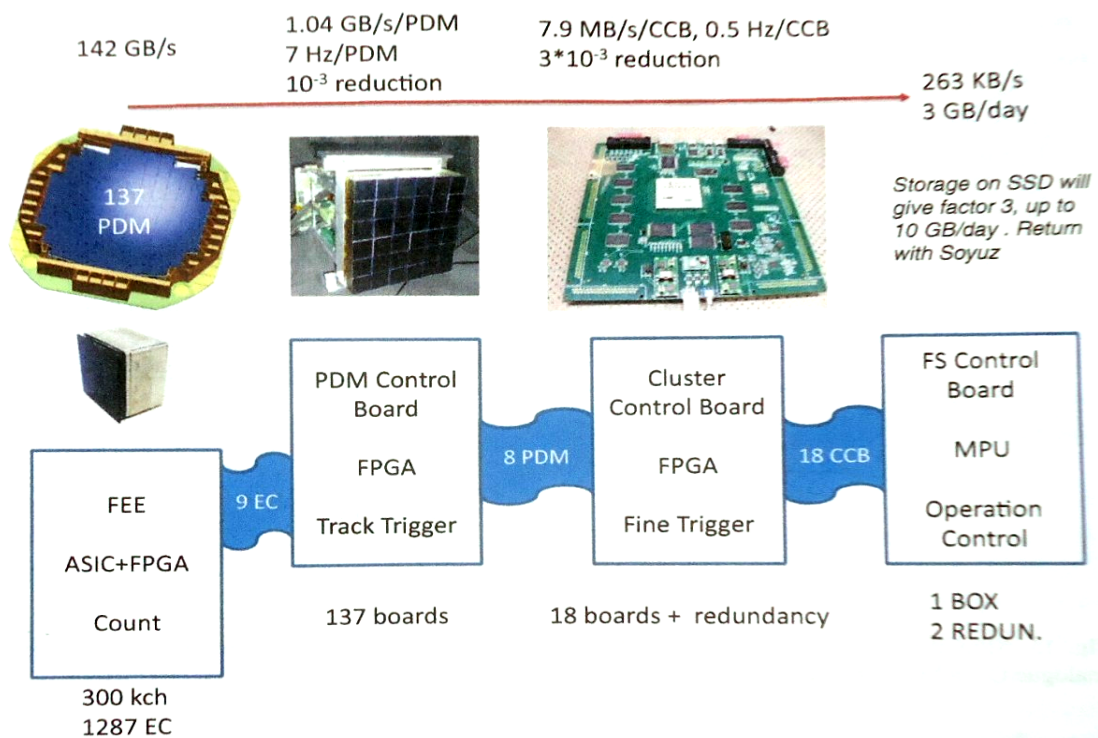 142 GB/s
1.04 GB/s/PDM
7 Hz/PDM
10⁻³ reduction
7.9 MB/s/CCB, 0.5 Hz/CCB
3*10⁻³ reduction
263 KB/s
3 GB/day
137
PDM
Storage on SSD will
give factor 3, up to
10 GB/day . Return
with Soyuz
FEE
ASIC+FPGA
Count
9 EC
PDM Control
Board
FPGA
Track Trigger
8 PDM
Cluster
Control Board
FPGA
Fine Trigger
18 CCB
FS Control
Board
MPU
Operation
Control
300 kch
1287 EC
137 boards
18 boards + redundancy
1 BOX
2 REDUN.